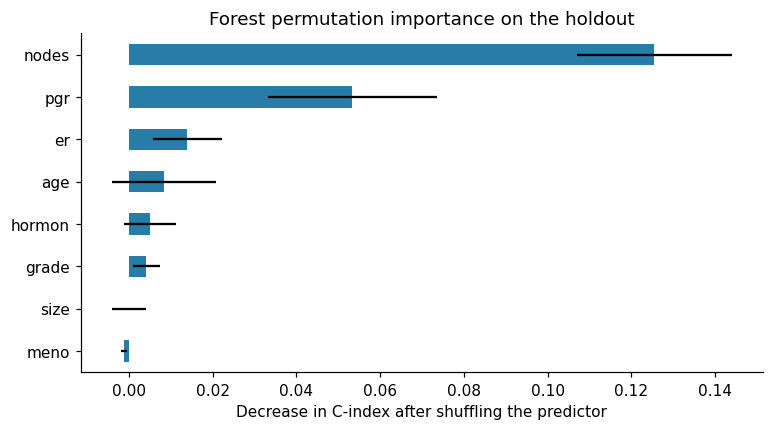 Forest permutation importance on the holdout
nodes
pgr
er
age
hormon
grade
size
meno
0.00 0.02 0.04 0.06 0.08 0.10 0.12 0.14
Decrease in C-index after shuffling the predictor